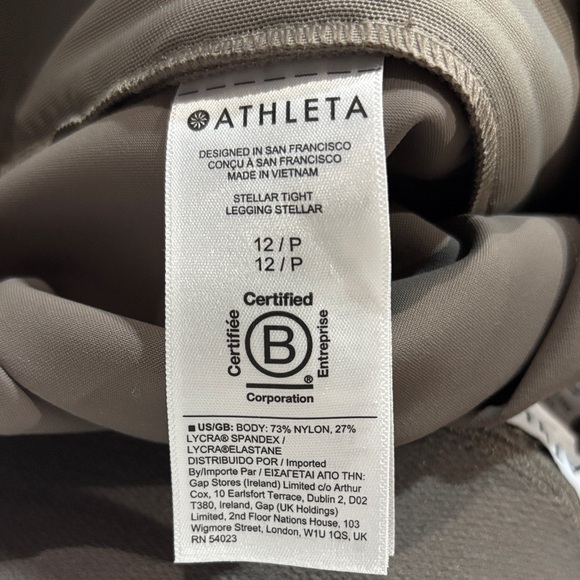 ATHLETA
DESIGNED IN SAN FRANCISCO
CONÇU À SAN FRANCISCO
MADE IN VIETNAM
STELLAR TIGHT
LEGGING STELLAR
12 / P
12 / P
Certified
Certifiée
B
®
Entreprise
Corporation
■ US/GB: BODY: 73% NYLON, 27%
LYCRA® SPANDEX /
LYCRA®ELASTANE
DISTRIBUIDO POR / Imported
By/Importe Par / ΕΙΣΑΓΕΤΑΙ ΑΠΟ ΤΗΝ:
Gap Stores (Ireland) Limited c/o Arthur
Cox, 10 Earlsfort Terrace, Dublin 2, D02
T380, Ireland, Gap (UK Holdings)
Limited, 2nd Floor Nations House, 103
Wigmore Street, London, W1U 1QS, UK
RN 54023